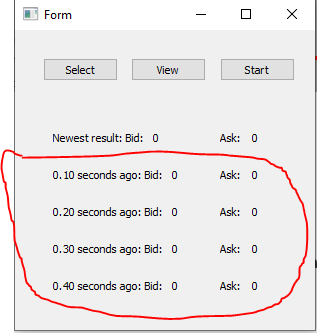 Form
Select View Start
Newest result: Bid: 0 Ask: 0
0.10 seconds ago: Bid: 0 Ask: 0
0.20 seconds ago: Bid: 0 Ask: 0
0.30 seconds ago: Bid: 0 Ask: 0
0.40 seconds ago: Bid: 0 Ask: 0